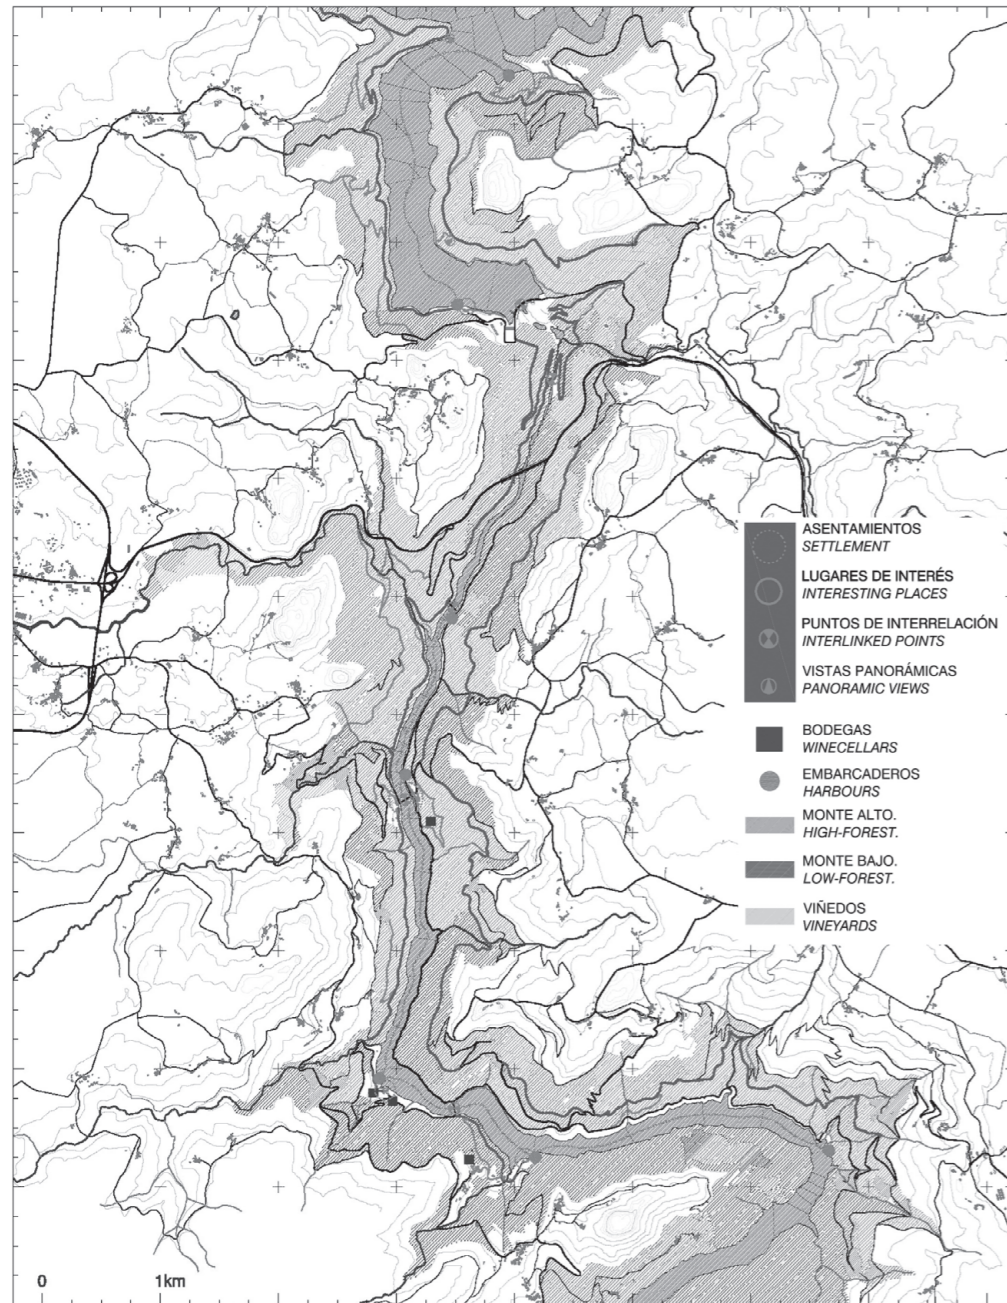 ASENTAMIENTOS
SETTLEMENT
LUGARES DE INTERÉS
INTERESTING PLACES
PUNTOS DE INTERRELACIÓN
INTERLINKED POINTS
VISTAS PANORÁMICAS
PANORAMIC VIEWS
BODEGAS
WINECELLARS
EMBARCADEROS
HARBOURS
MONTE ALTO.
HIGH-FOREST.
MONTE BAJO.
LOW-FOREST.
VIÑEDOS
VINEYARDS
0 1km